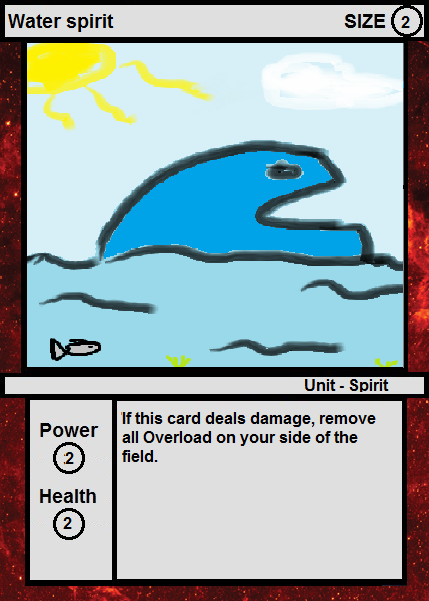 Water spirit SIZE 2
Unit - Spirit
Power
2
Health
2
If this card deals damage, remove
all Overload on your side of the
field.